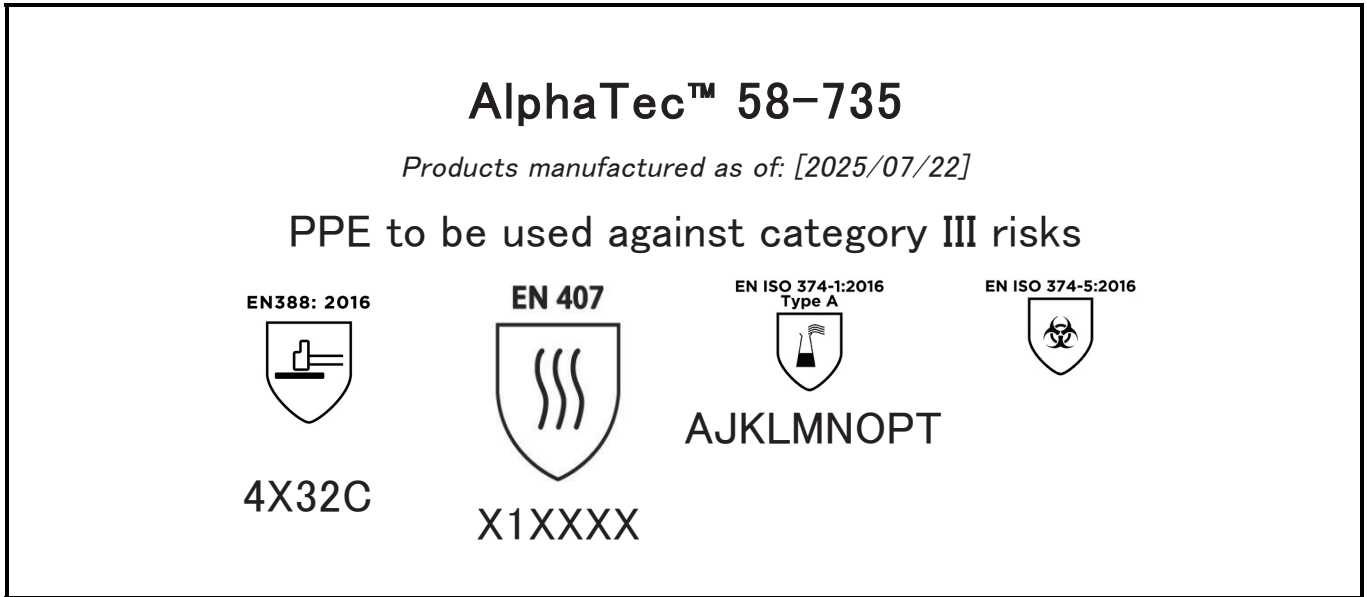 AlphaTec™ 58-735
Products manufactured as of: [2025/07/22]
PPE to be used against category III risks
EN388: 2016
4X32C
EN 407
X1XXXX
EN ISO 374-1:2016
Type A
AJKLMNOPT
EN ISO 374-5:2016